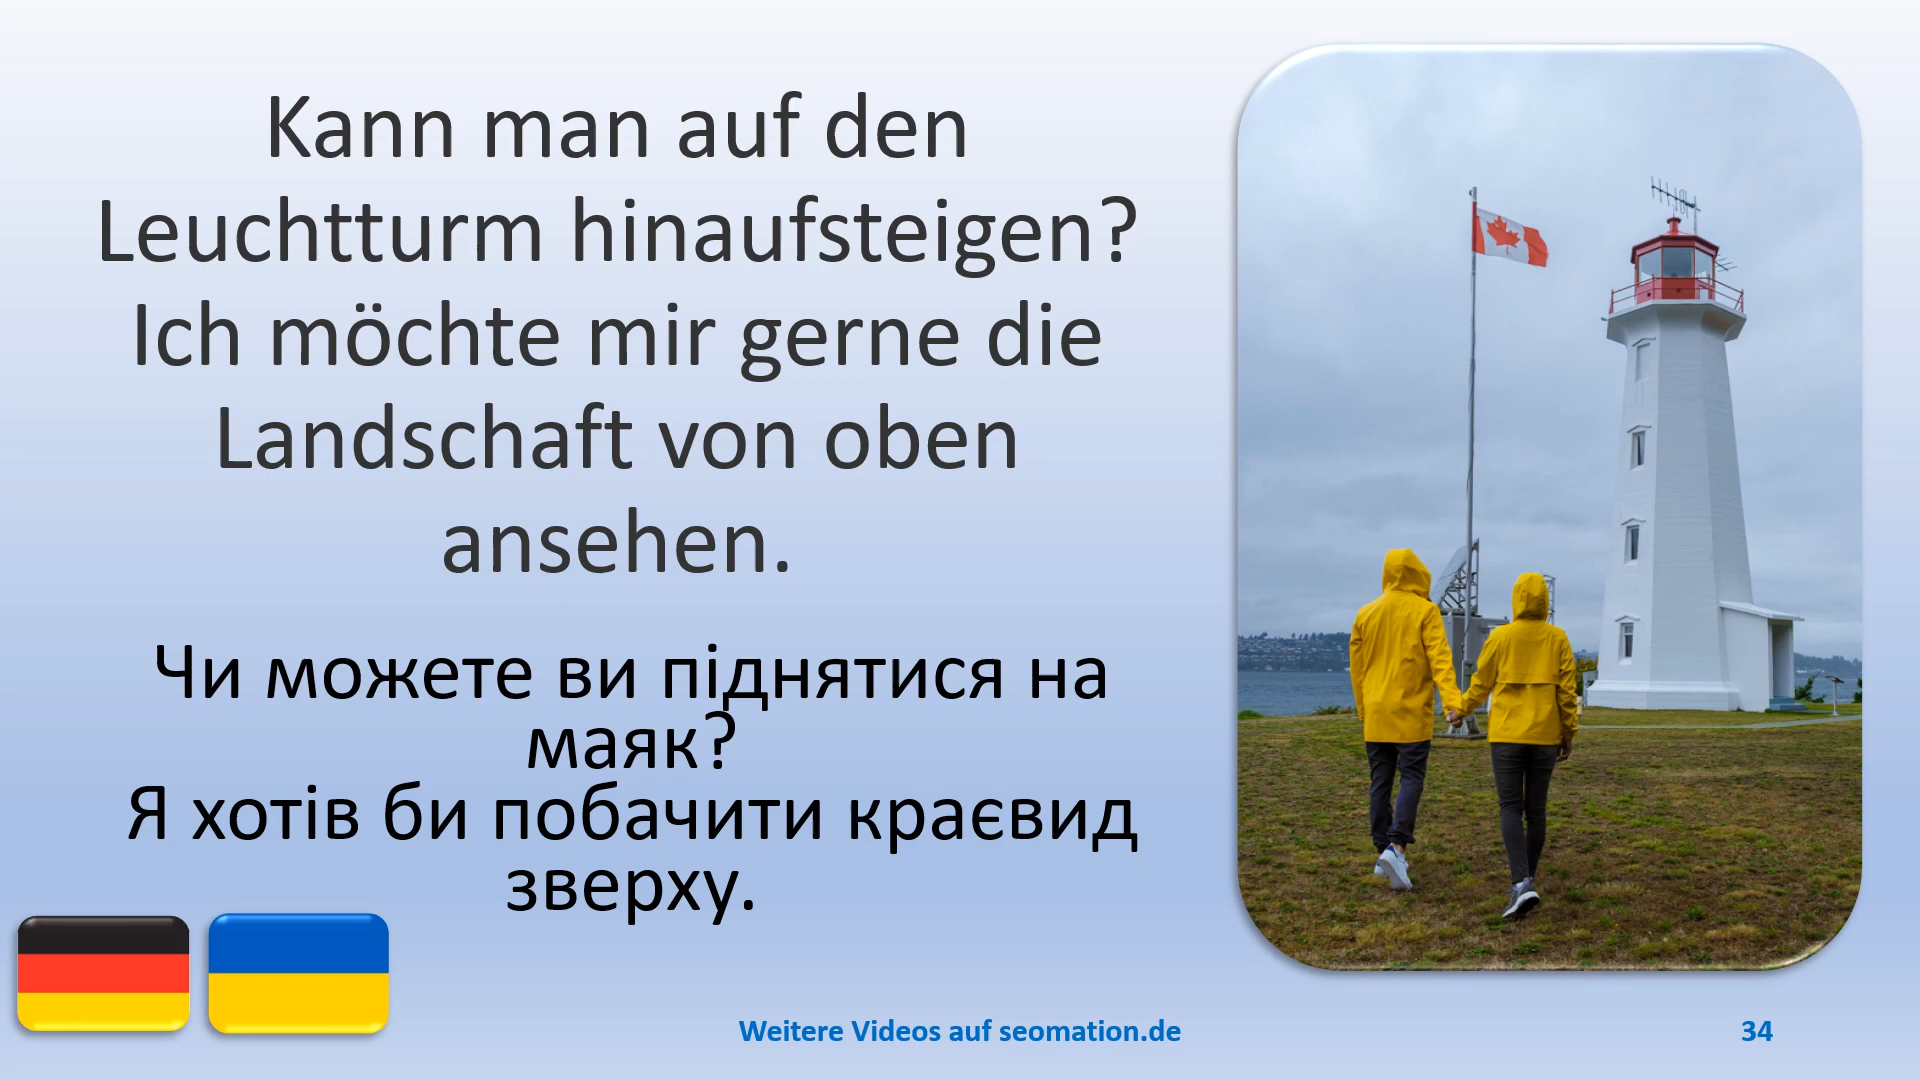 Kann man auf den
Leuchtturm hinaufsteigen?
Ich möchte mir gerne die
Landschaft von oben
ansehen.
Чи можете ви піднятися на
маяк?
Я хотів би побачити краєвид
зверху.
Weitere Videos auf seomation.de
34